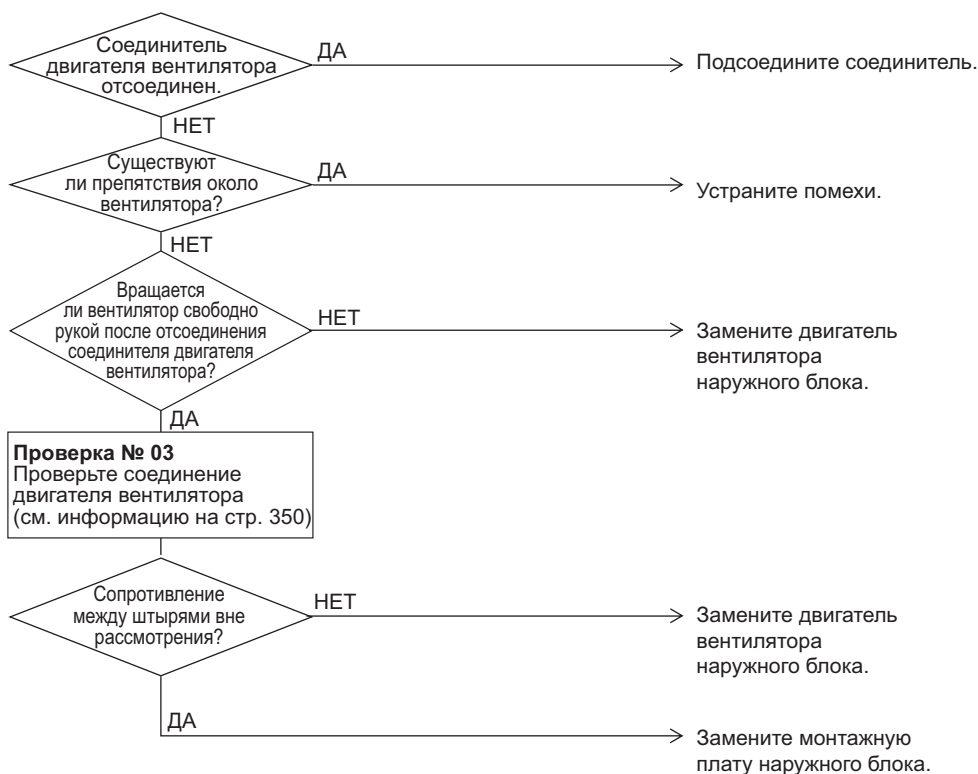 Соединитель
двигателя вентилятора
отсоединен.
ДА
Подсоедините соединитель.
НЕТ
Существуют
ли препятствия около
вентилятора?
ДА
Устраните помехи.
НЕТ
Вращается
ли вентилятор свободно
рукой после отсоединения
соединителя двигателя
вентилятора?
НЕТ
Замените двигатель
вентилятора
наружного блока.
ДА
Проверка № 03
Проверьте соединение
двигателя вентилятора
(см. информацию на стр. 350)
Сопротивление
между штырями вне
рассмотрения?
НЕТ
Замените двигатель
вентилятора
наружного блока.
ДА
Замените монтажную
плату наружного блока.